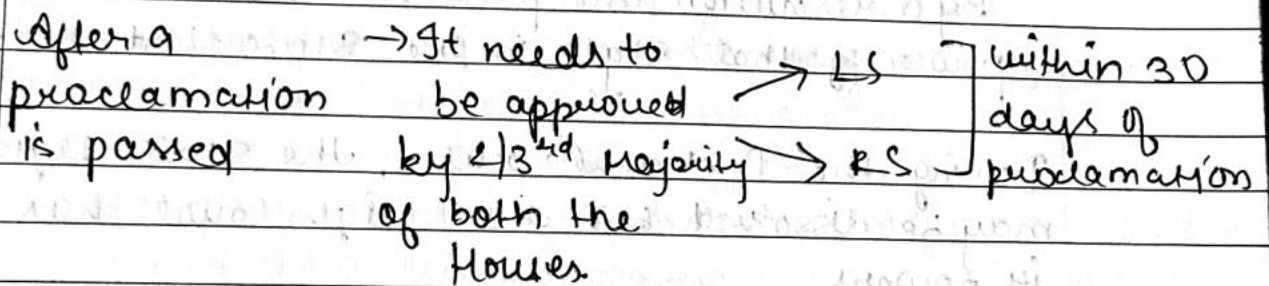 After a → It needs to → LS within 30
proclamation be approved days of
is passed by 2/3rd Majority → RS proclamation
of both the
Houses